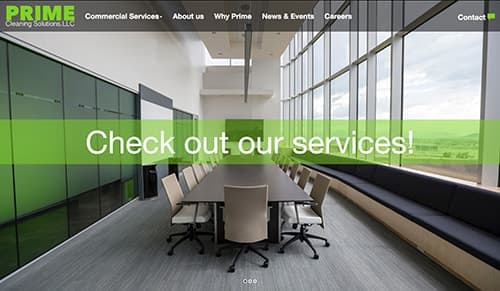 PRIME
Cleaning Solutions, LLC
Commercial Services
About us
Why Prime
News & Events
Careers
Contact
Check out our services!